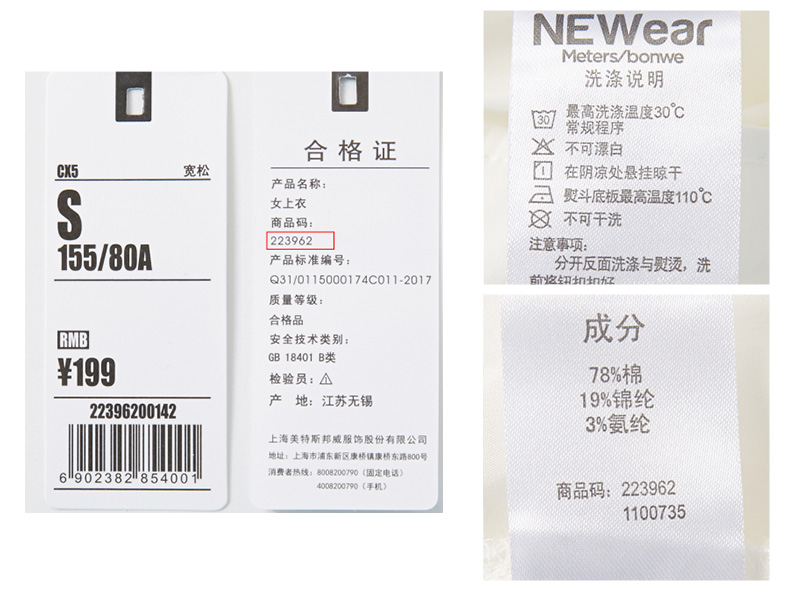 CX5 宽松
S
155/80A
RMB
¥199
22396200142
6 902382 854001
合格证
产品名称:
女上衣
商品码:
223962
产品标准编号:
Q31/0115000174C011-2017
质量等级:
合格品
安全技术类别:
GB 18401 B类
检验员:
产 地: 江苏无锡
上海美特斯邦威服饰股份有限公司
地址: 上海市浦东新区康桥镇康桥东路800号
消费者热线: 8008200790 (固定电话)
4008200790 (手机)
NEWear
Meters/bonwe
洗涤说明
30
最高洗涤温度30℃
常规程序
不可漂白
在阴凉处悬挂晾干
熨斗底板最高温度110℃
不可干洗
注意事项:
分开反面洗涤与熨烫, 洗
前将钮扣扣好
成分
78%棉
19%锦纶
3%氨纶
商品码: 223962
1100735